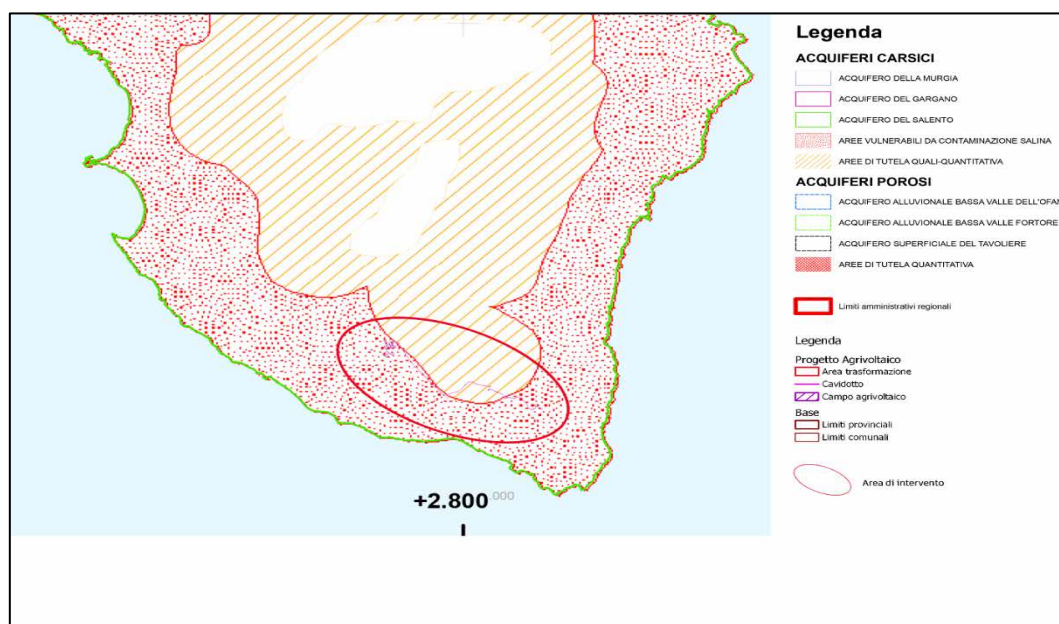 Legenda
ACQUIFERI CARSICI
ACQUIFERO DELLA MURGIA
ACQUIFERO DEL GARGANO
ACQUIFERO DEL SALENTO
AREE VULNERABILI DA CONTAMINAZIONE SALINA
AREE DI TUTELA QUALI-QUANTITATIVA
ACQUIFERI POROSI
ACQUIFERO ALLUVIONALE BASSA VALLE DELL'OFAN
ACQUIFERO ALLUVIONALE BASSA VALLE FORTORE
ACQUIFERO SUPERFICIALE DEL TAVOLIERE
AREE DI TUTELA QUANTITATIVA
Limiti amministrativi regionali
Legenda
Progetto Agrivoltaico
Area trasformazione
Cavidotto
Campo agrivoltaico
Base
Limiti provinciali
Limiti comunali
Area di intervento
+2.800.000